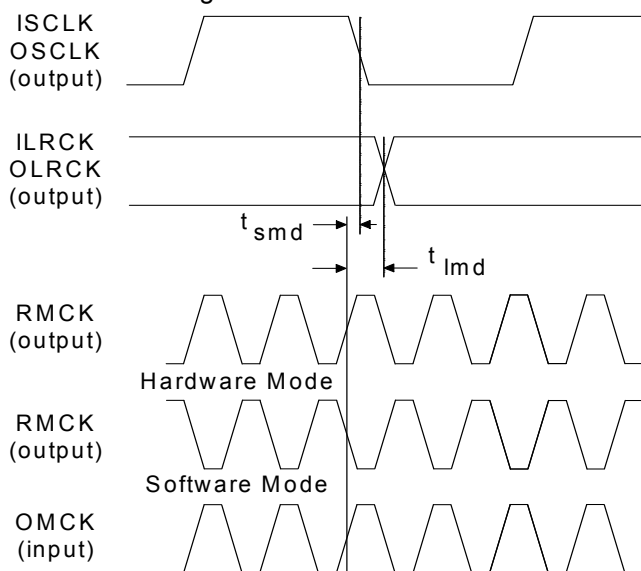 ISCLK
OSCLK
(output)
ILRCK
OLRCK
(output)
t smd
t lmd
RMCK
(output)
Hardware Mode
RMCK
(output)
Software Mode
OMCK
(input)